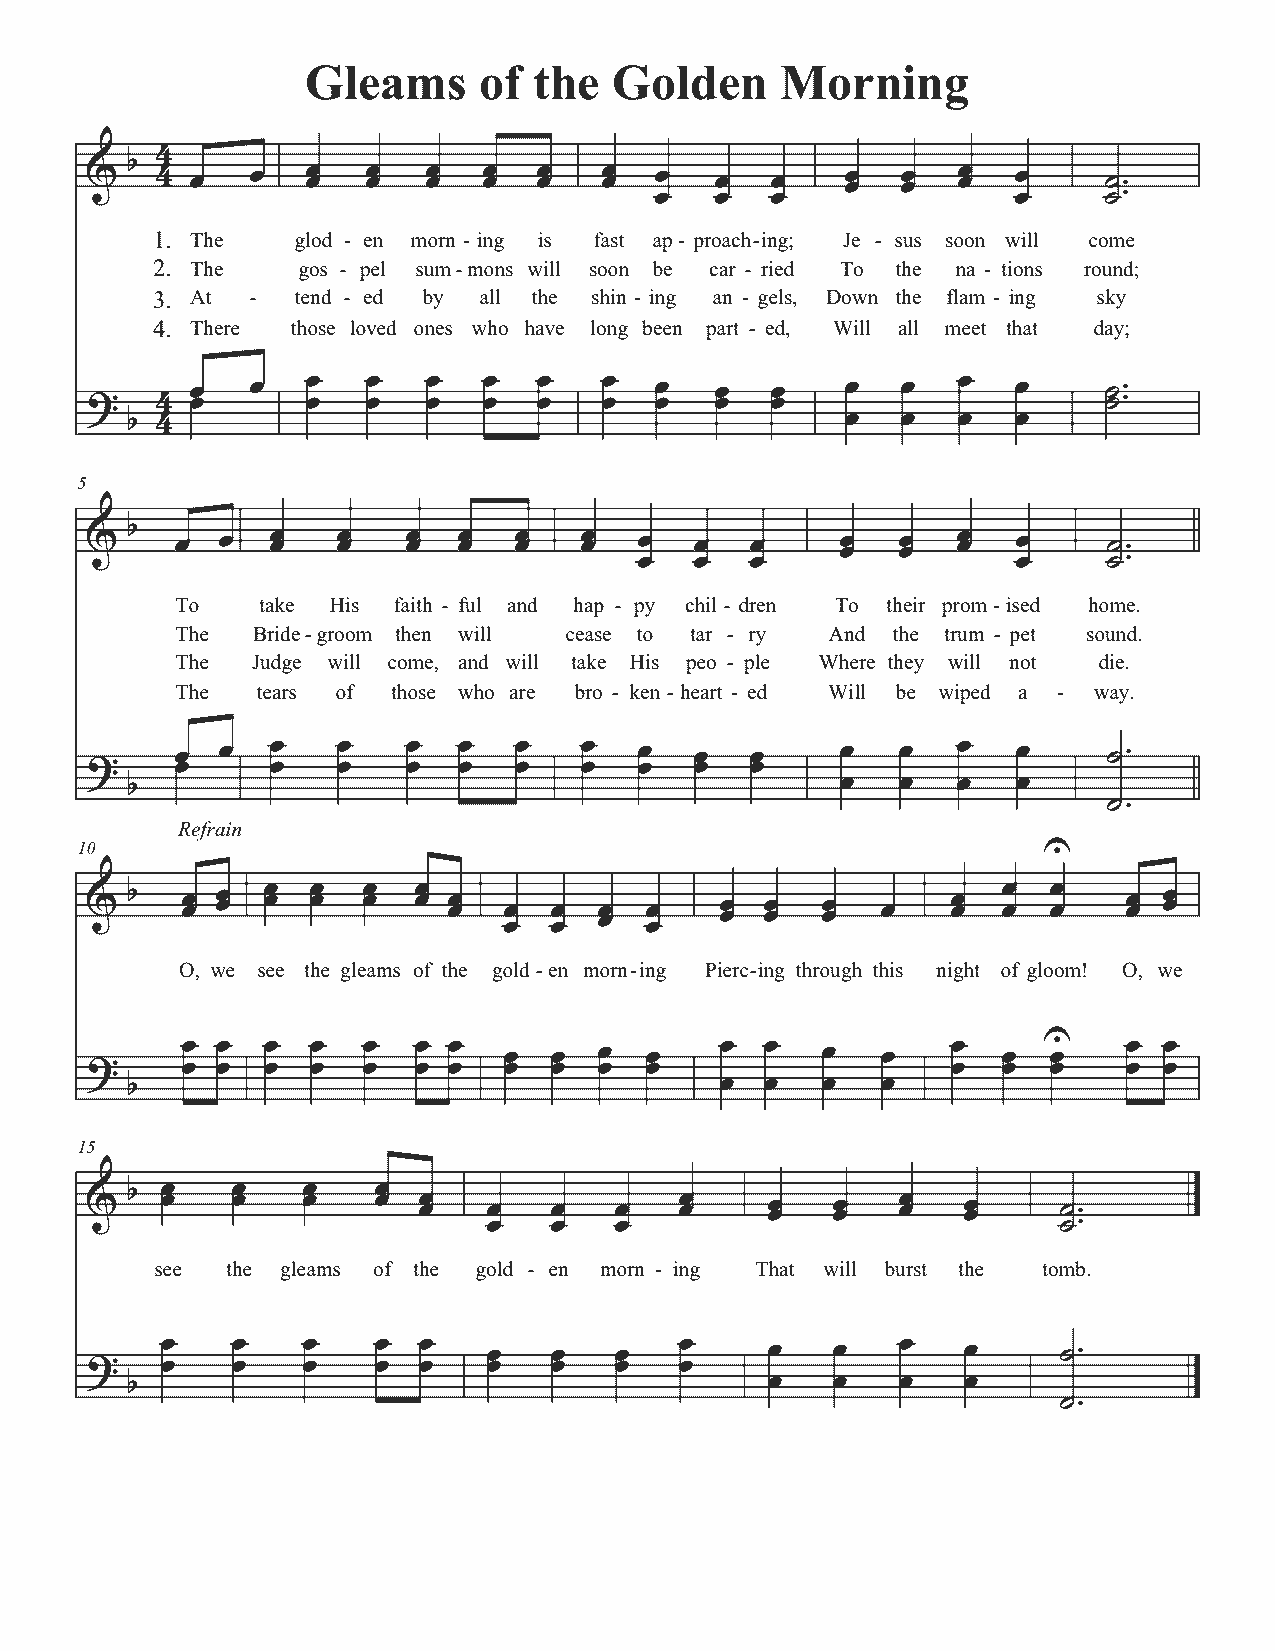 Gleams of the Golden Morning
1. The glod - en morn - ing is fast ap - proach-ing; Je - sus soon will come
2. The gos - pel sum - mons will soon be car - ried To the na - tions round;
3. At - tend - ed by all the shin - ing an - gels, Down the flam - ing sky
4. There those loved ones who have long been part - ed, Will all meet that day;
5
To take His faith - ful and hap - py chil - dren To their prom - ised home.
The Bride - groom then will cease to tar - ry And the trum - pet sound.
The Judge will come, and will take His peo - ple Where they will not die.
The tears of those who are bro - ken - heart - ed Will be wiped a - way.
Refrain
10
O, we see the gleams of the gold - en morn-ing Pierc-ing through this night of gloom! O, we
15
see the gleams of the gold - en morn - ing That will burst the tomb.